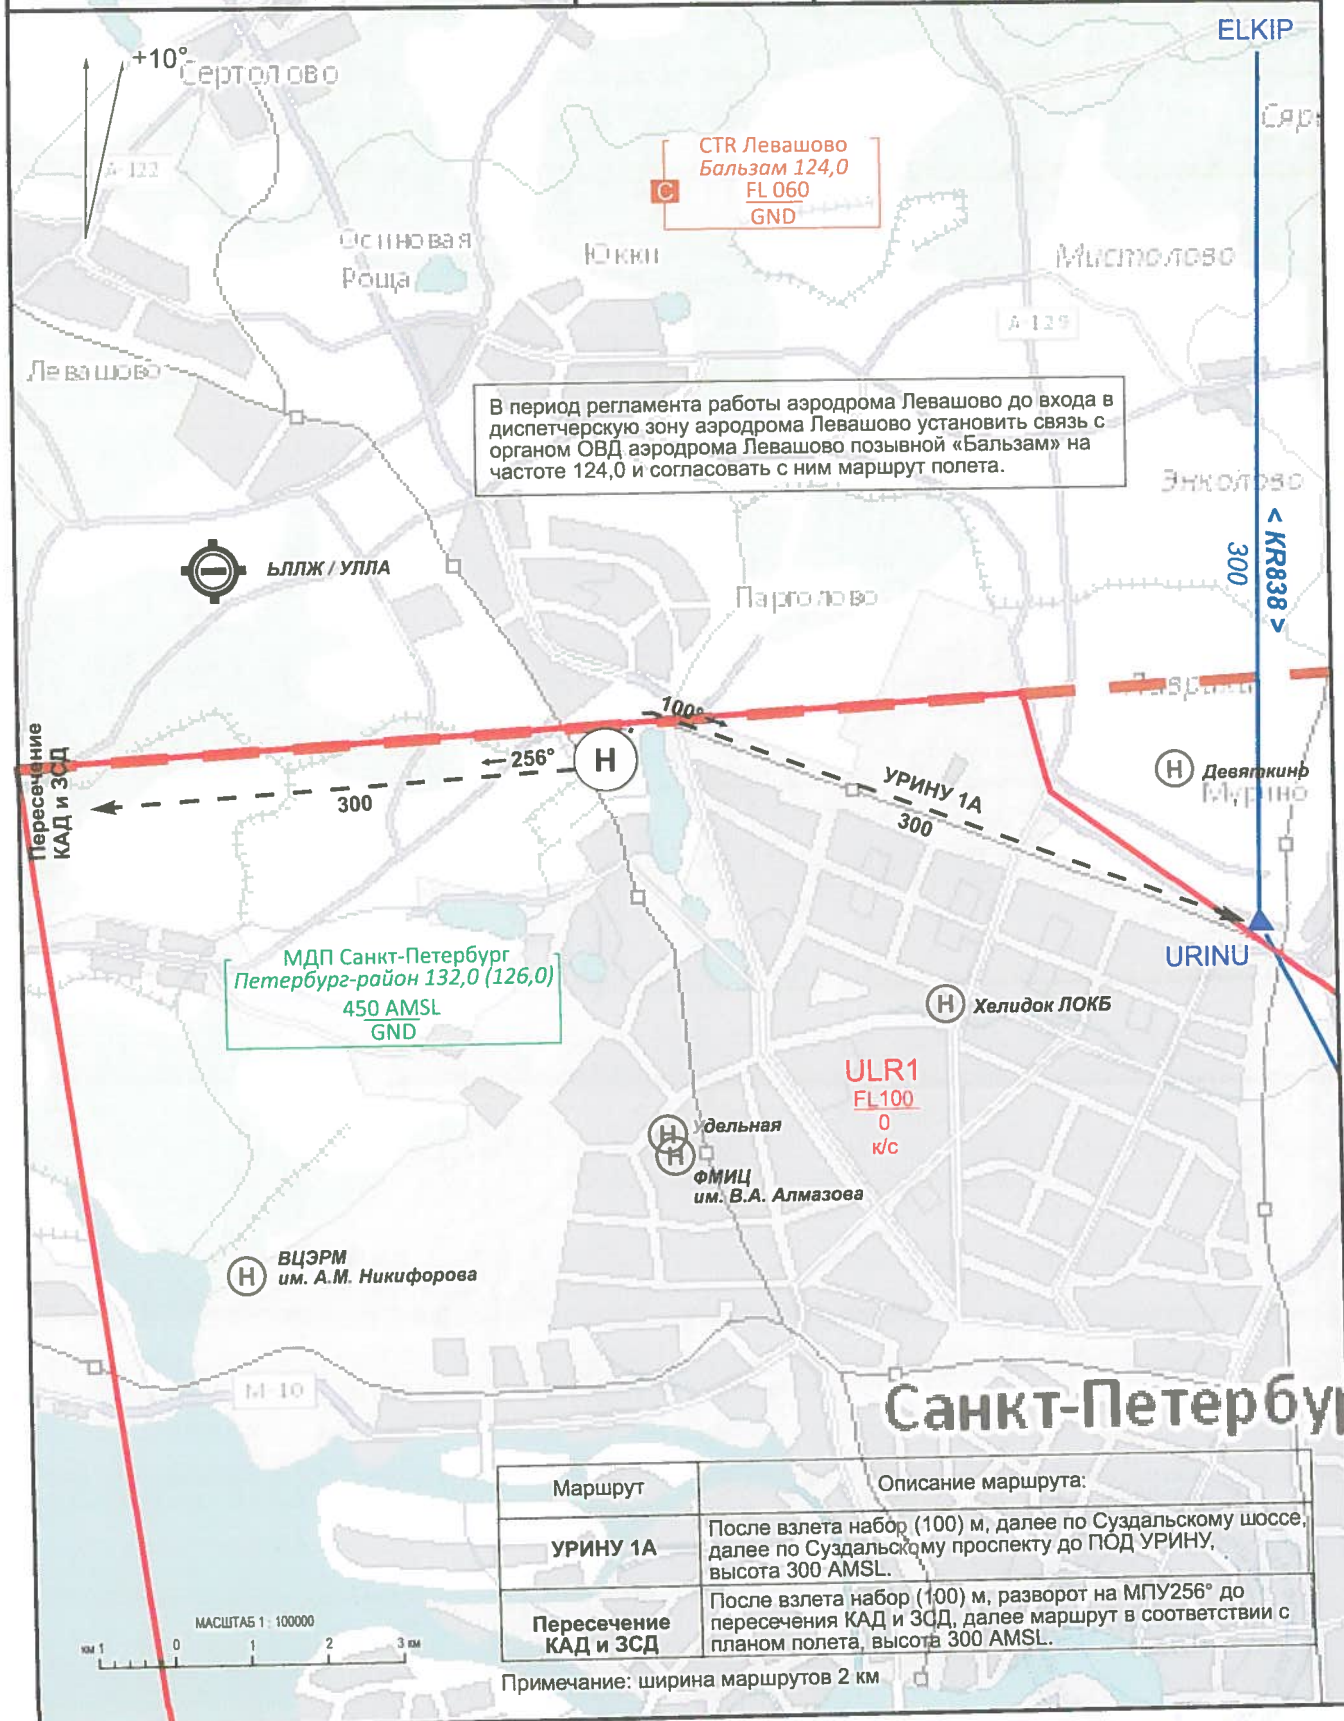 ELKIP
+10°
Сертолово
А-122
CTR Левашово
Бальзам 124,0
C
FL 060
GND
Осиновая
Роща
Юкки
Мистолово
А-129
Левашово
В период регламента работы аэродрома Левашово до входа в
диспетчерскую зону аэродрома Левашово установить связь с
органом ОВД аэродрома Левашово позывной «Бальзам» на
частоте 124,0 и согласовать с ним маршрут полета.
Энколово
< KR838 >
300
ЬЛЛЖ / УЛЛА
Парголово
100°
Пересечение
КАД и ЗСД
256°
H
300
УРИНУ 1А
300
H
Девяткино
Мурино
URINU
МДП Санкт-Петербург
Петербург-район 132,0 (126,0)
450 AMSL
GND
H
Хелидок ЛОКБ
ULR1
FL100
0
к/с
H
Удельная
H
ФМИЦ
им. В.А. Алмазова
H
ВЦЭРМ
им. А.М. Никифорова
М-10
Санкт-Петербу
Маршрут
Описание маршрута:
УРИНУ 1А
После взлета набор (100) м, далее по Суздальскому шоссе,
далее по Суздальскому проспекту до ПОД УРИНУ,
высота 300 AMSL.
Пересечение
КАД и ЗСД
После взлета набор (100) м, разворот на МПУ256° до
пересечения КАД и ЗСД, далее маршрут в соответствии с
планом полета, высота 300 AMSL.
МАСШТАБ 1 : 100000
км 1 0 1 2 3 км
Примечание: ширина маршрутов 2 км